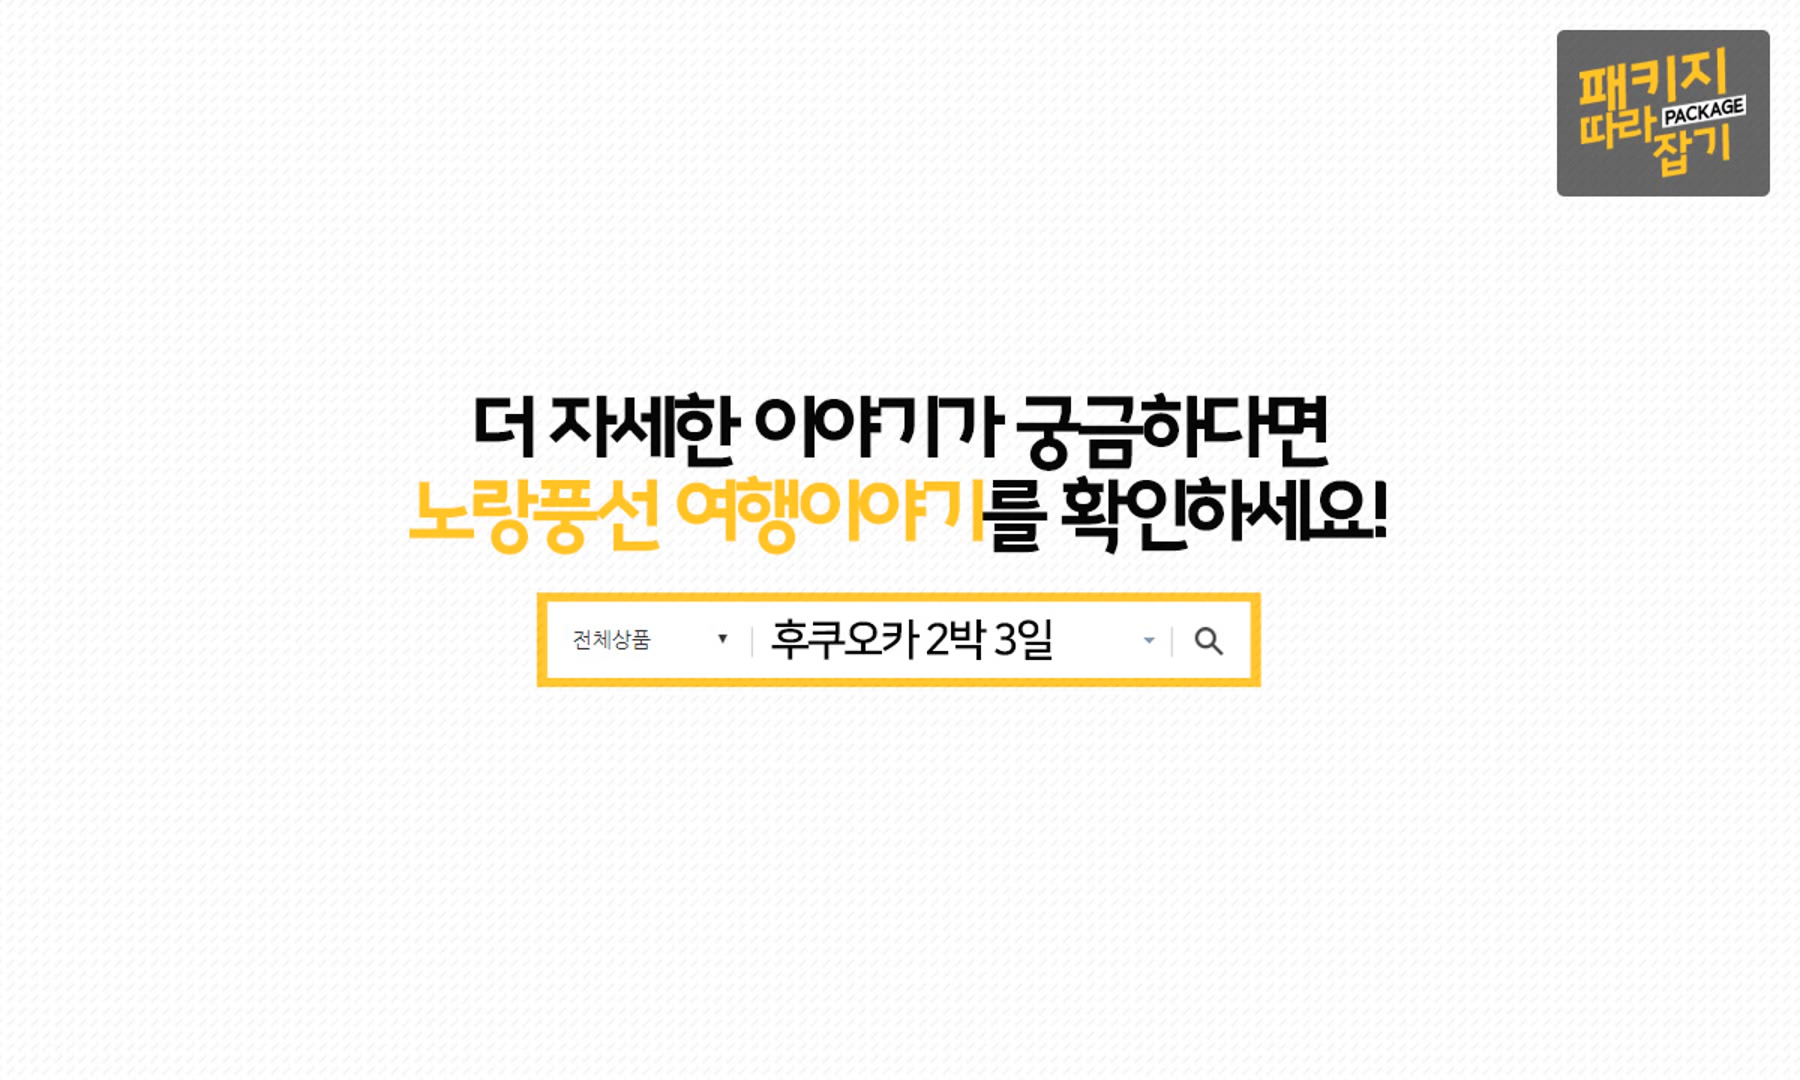 패키지
따라 PACKAGE
잡기
더 자세한 이야기가 궁금하다면
노랑풍선 여행이야기를 확인하세요!
전체상품 ▼ 후쿠오카 2박 3일